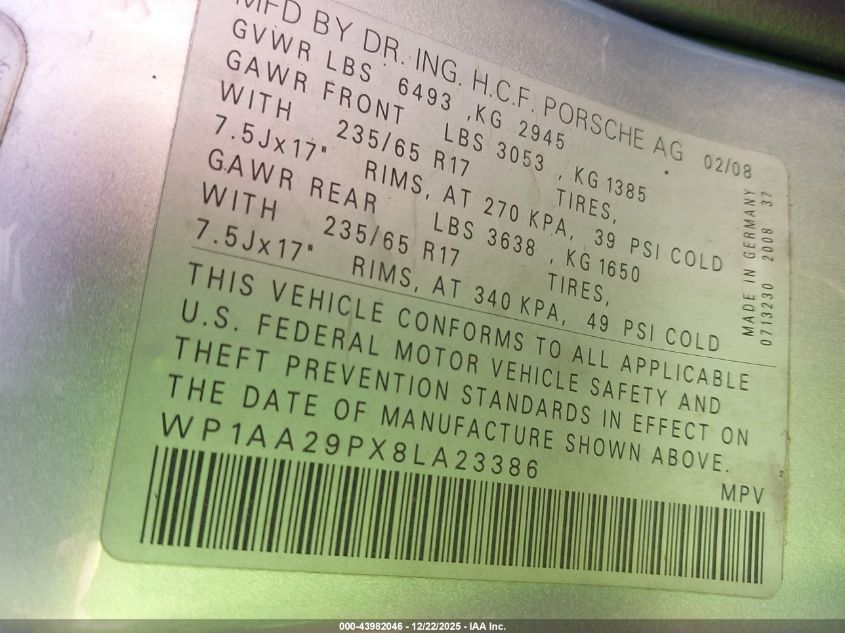 MFD BY DR. ING. H.C.F. PORSCHE AG 02/08
GVWR LBS 6493 ,KG 2945
GAWR FRONT LBS 3053 , KG 1385
WITH 235/65 R17 TIRES,
7.5Jx17" RIMS, AT 270 KPA, 39 PSI COLD
GAWR REAR LBS 3638 , KG 1650
WITH 235/65 R17 TIRES,
7.5Jx17" RIMS, AT 340 KPA, 49 PSI COLD
MADE IN GERMANY
0713230 2008 37
THIS VEHICLE CONFORMS TO ALL APPLICABLE
U.S. FEDERAL MOTOR VEHICLE SAFETY AND
THEFT PREVENTION STANDARDS IN EFFECT ON
THE DATE OF MANUFACTURE SHOWN ABOVE.
WP1AA29PX8LA23386
MPV
000-43982046 - 12/22/2025 - IAA Inc.